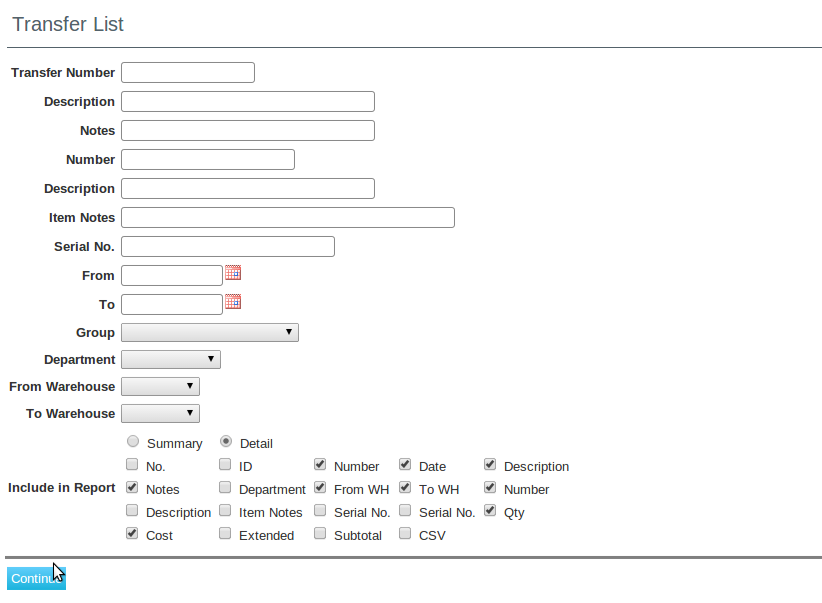 Transfer List
Transfer Number
Description
Notes
Number
Description
Item Notes
Serial No.
From
To
Group
Department
From Warehouse
To Warehouse
Summary Detail
No. ID Number Date Description
Include in Report Notes Department From WH To WH Number
Description Item Notes Serial No. Serial No. Qty
Cost Extended Subtotal CSV
Continue